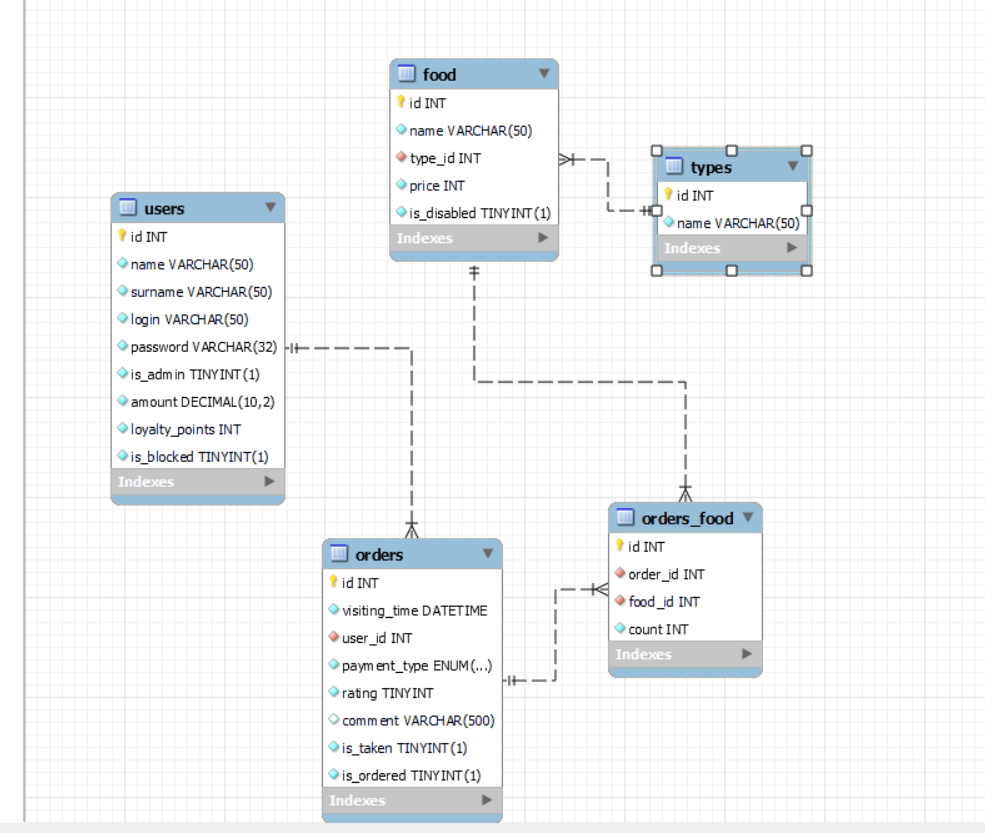 food
id INT
name VARCHAR(50)
type_id INT
price INT
is_disabled TINYINT(1)
Indexes
types
id INT
name VARCHAR(50)
Indexes
users
id INT
name VARCHAR(50)
surname VARCHAR(50)
login VARCHAR(50)
password VARCHAR(32)
is_admin TINYINT(1)
amount DECIMAL(10,2)
loyalty_points INT
is_blocked TINYINT(1)
Indexes
orders
id INT
visiting_time DATETIME
user_id INT
payment_type ENUM(...)
rating TINYINT
comment VARCHAR(500)
is_taken TINYINT(1)
is_ordered TINYINT(1)
Indexes
orders_food
id INT
order_id INT
food_id INT
count INT
Indexes